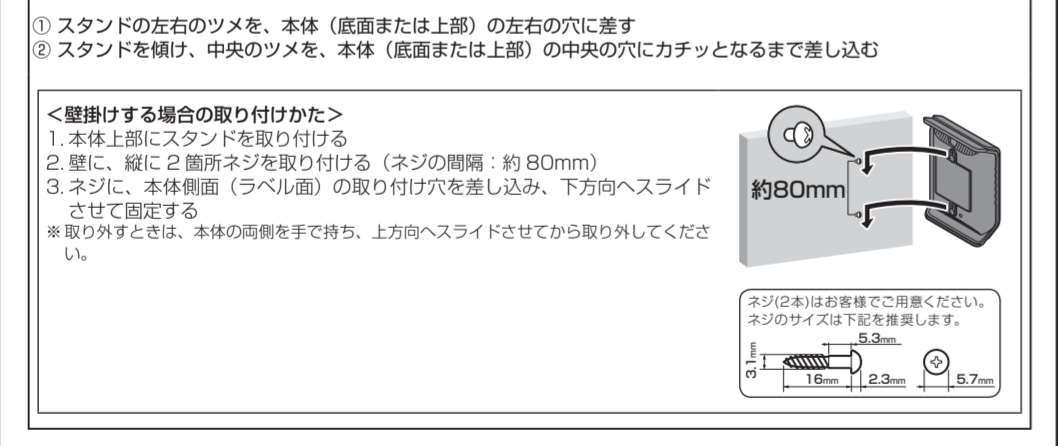 ① スタンドの左右のツメを、本体（底面または上部）の左右の穴に差す
② スタンドを傾け、中央のツメを、本体（底面または上部）の中央の穴にカチッとなるまで差し込む
＜壁掛けする場合の取り付けかた＞
1. 本体上部にスタンドを取り付ける
2. 壁に、縦に2箇所ネジを取り付ける（ネジの間隔：約80mm）
3. ネジに、本体側面（ラベル面）の取り付け穴を差し込み、下方向へスライド
させて固定する
※ 取り外すときは、本体の両側を手で持ち、上方向へスライドさせてから取り外してくださ
い。
約80mm
ネジ(2本)はお客様でご用意ください。
ネジのサイズは下記を推奨します。
5.3mm
3.1mm
16mm
2.3mm
5.7mm